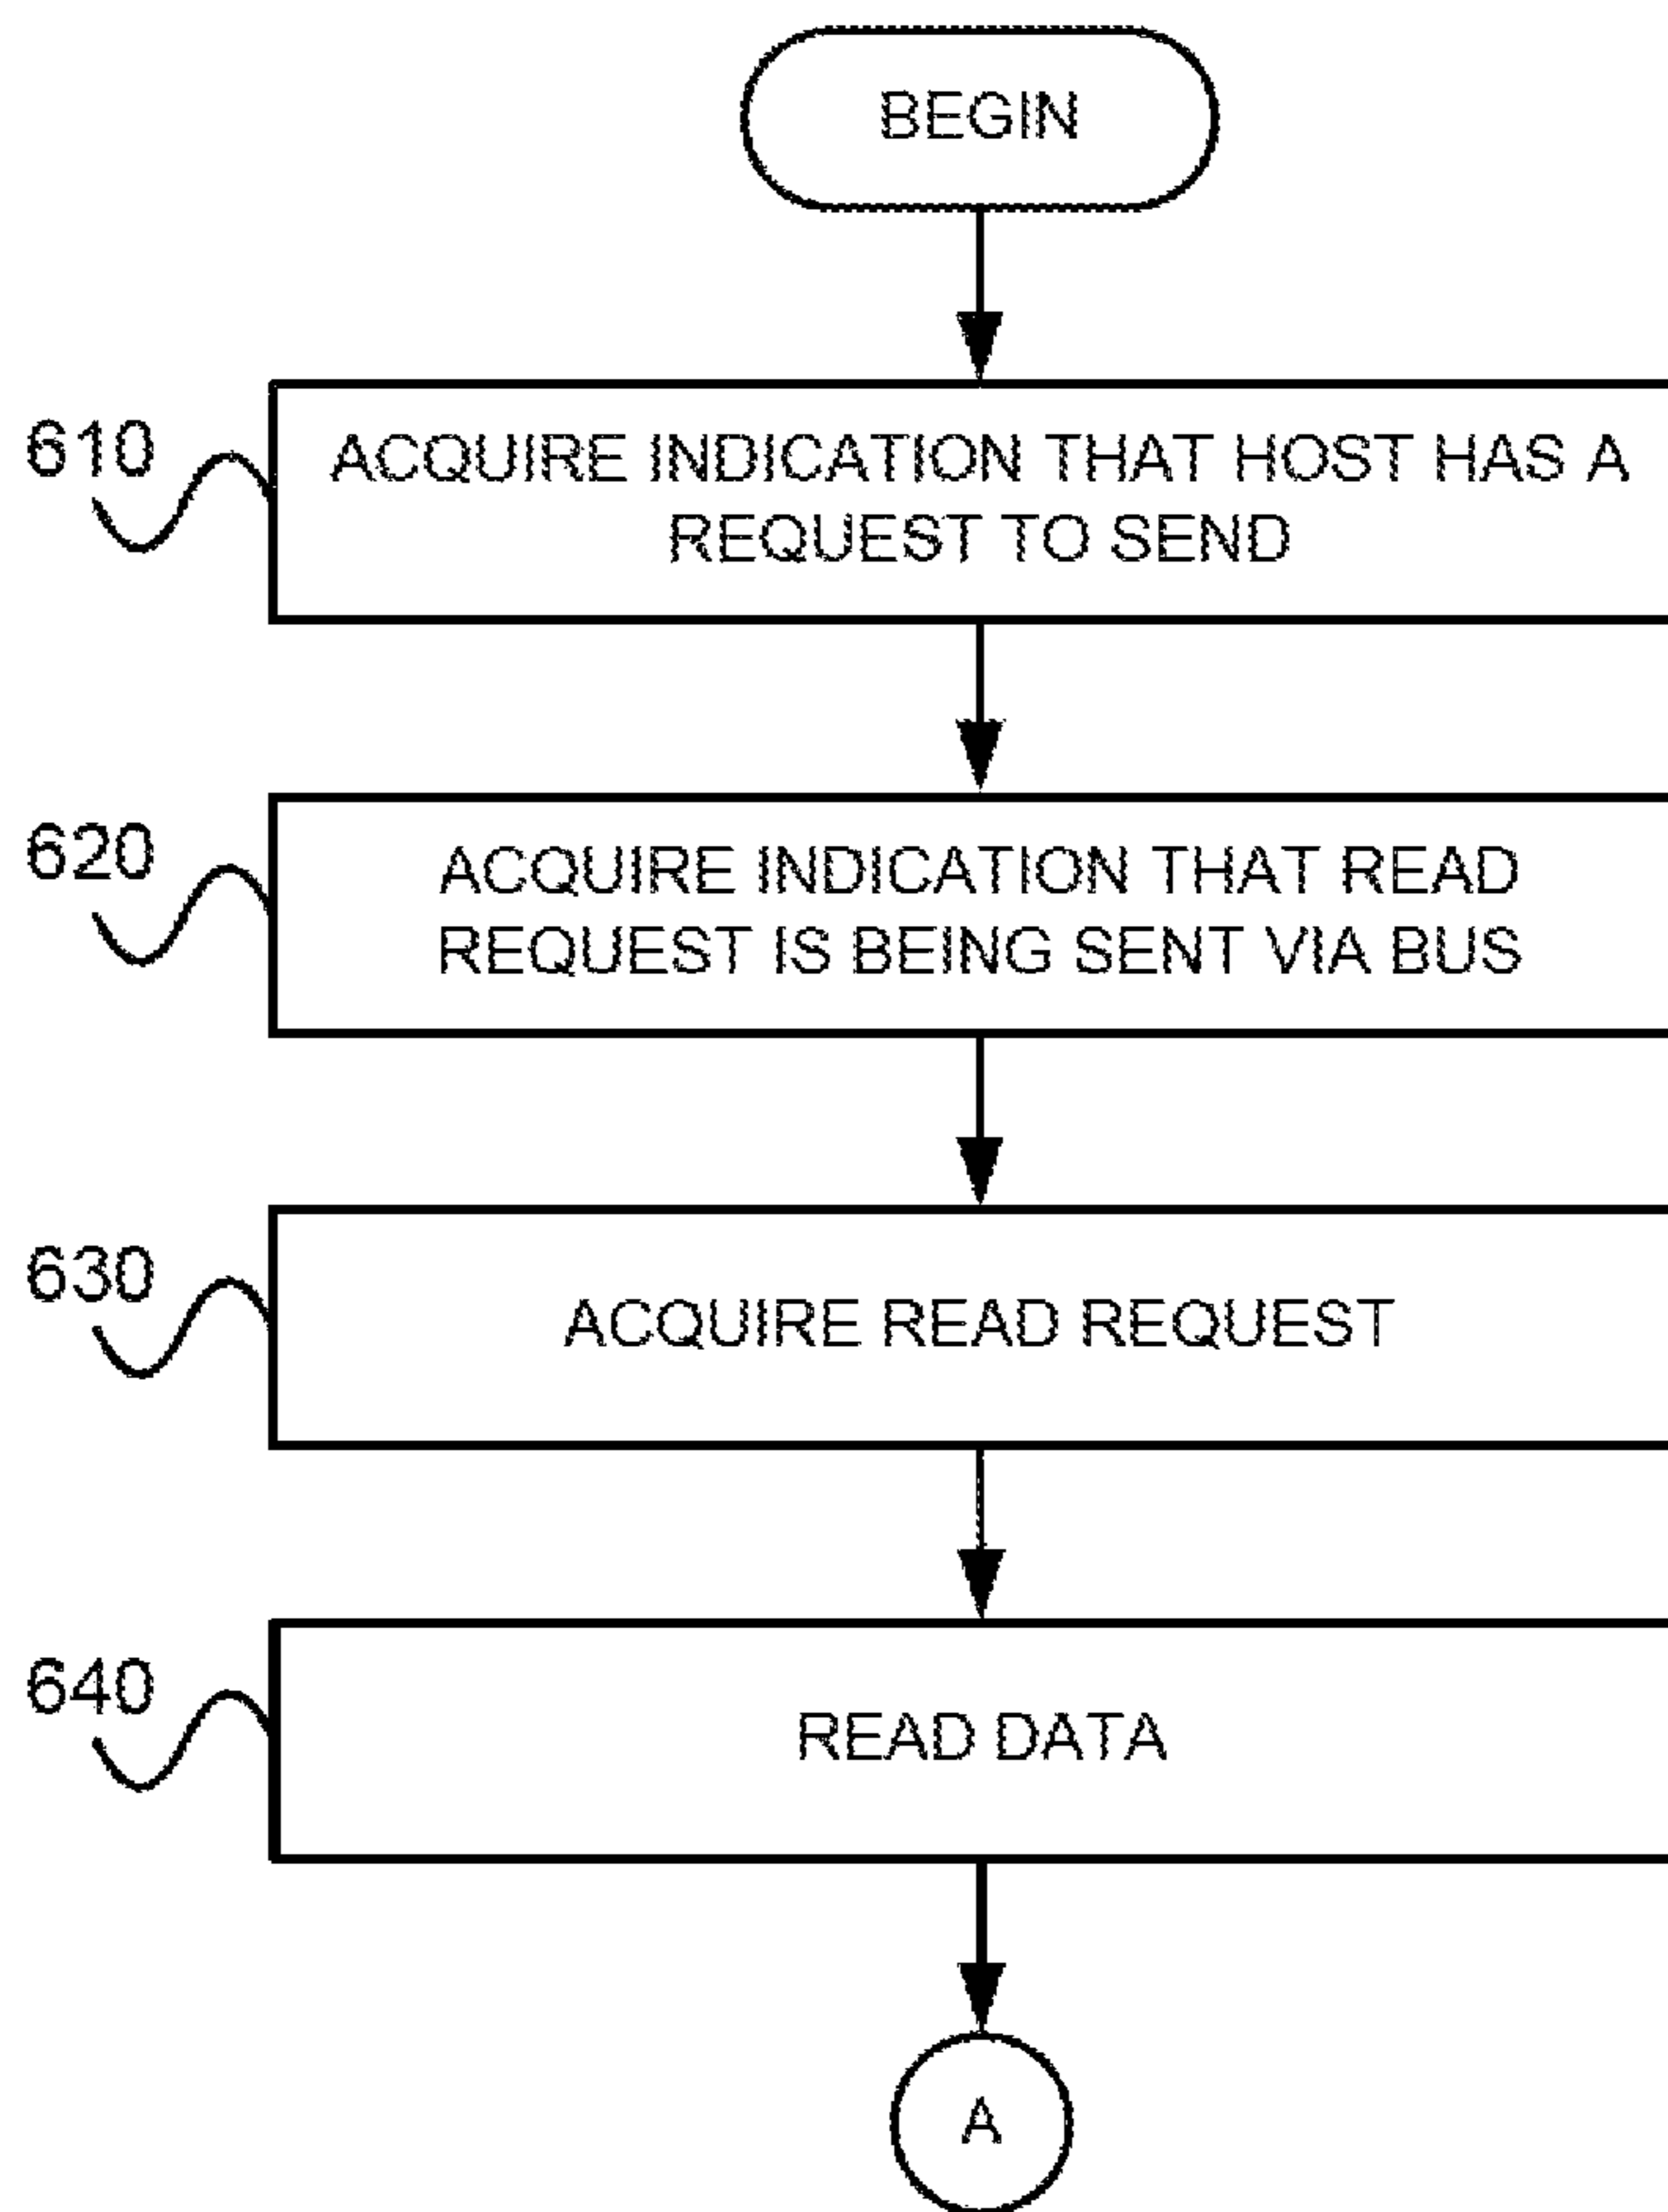 BEGIN
610
ACQUIRE INDICATION THAT HOST HAS A
REQUEST TO SEND
620
ACQUIRE INDICATION THAT READ
REQUEST IS BEING SENT VIA BUS
630
ACQUIRE READ REQUEST
640
READ DATA
A